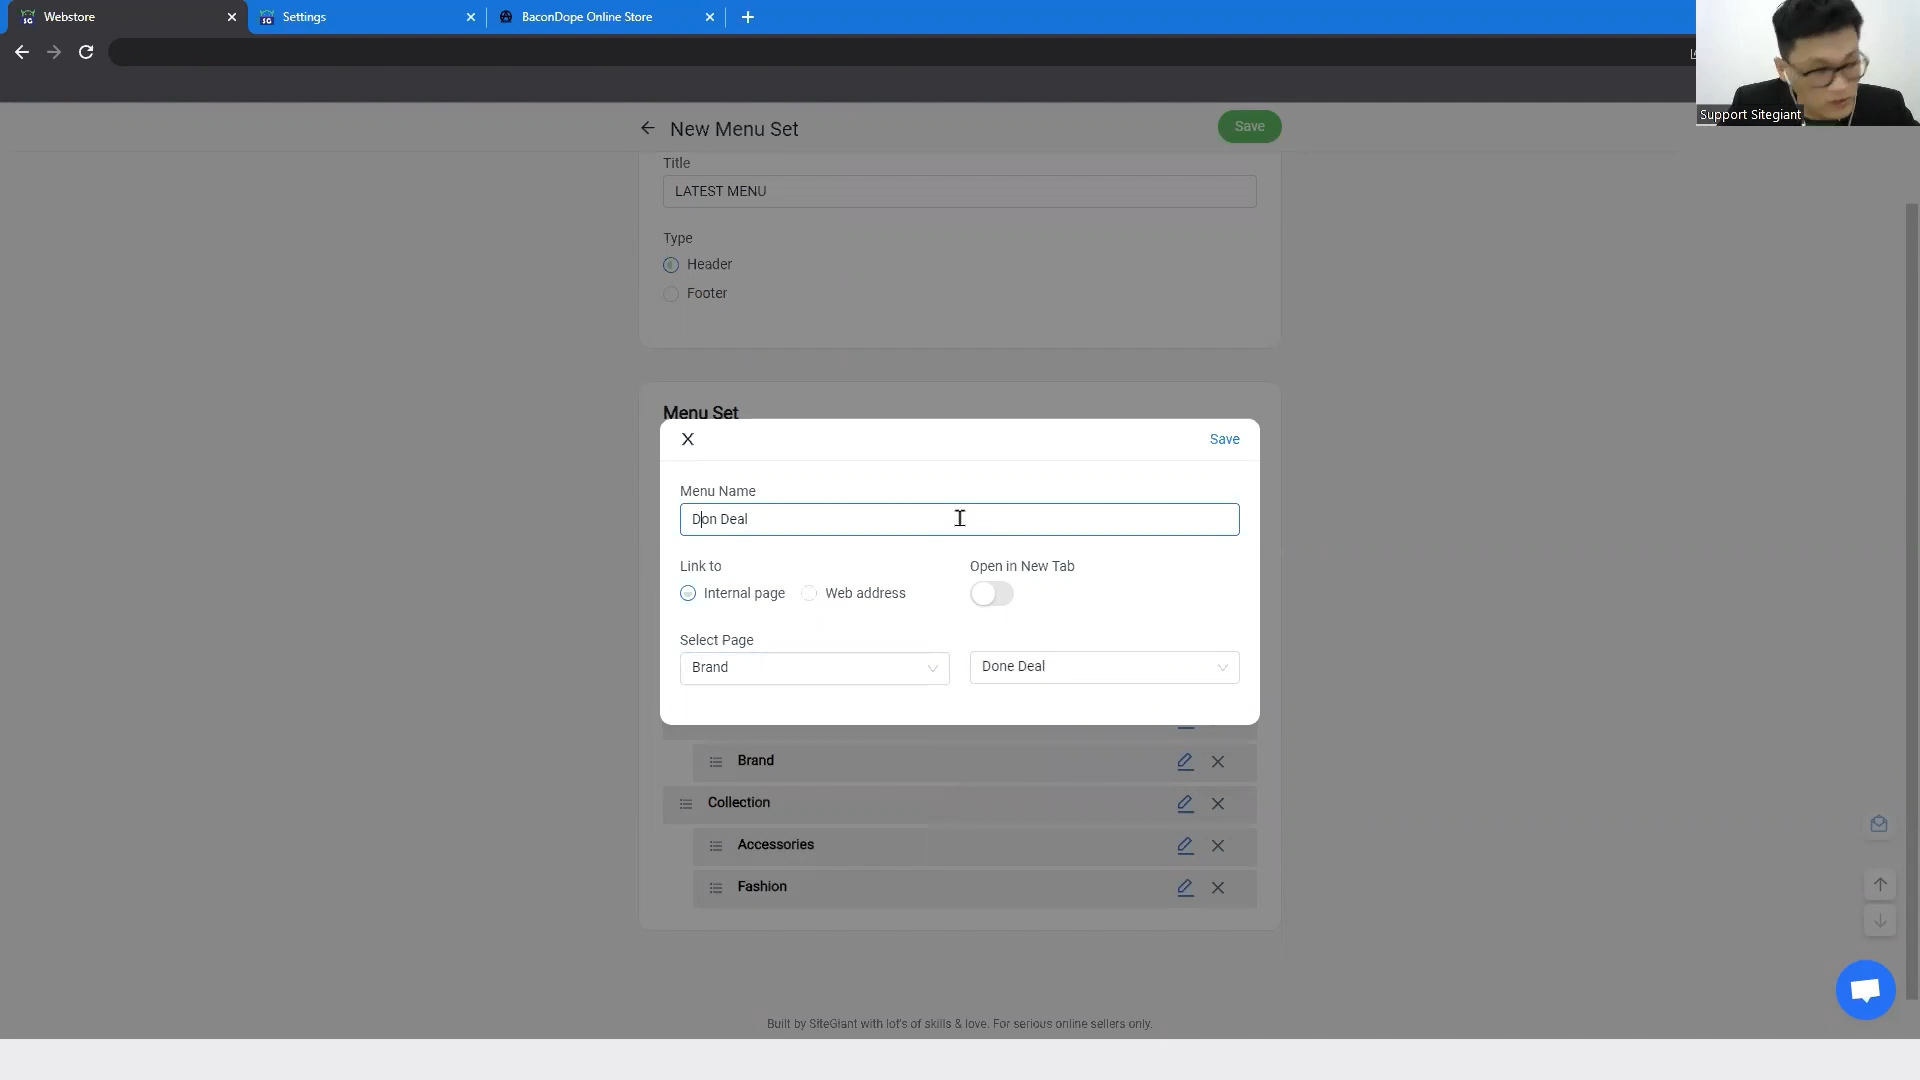 Webstore
Settings
BaconDope Online Store
Support Sitegiant
New Menu Set
Save
Title
LATEST MENU
Type
Header
Footer
Menu Set
X
Save
Menu Name
Don Deal
Link to
Open in New Tab
Internal page
Web address
Select Page
Brand
Done Deal
Brand
Collection
Accessories
Fashion
Built by SiteGiant with lot's of skills & love. For serious online sellers only.